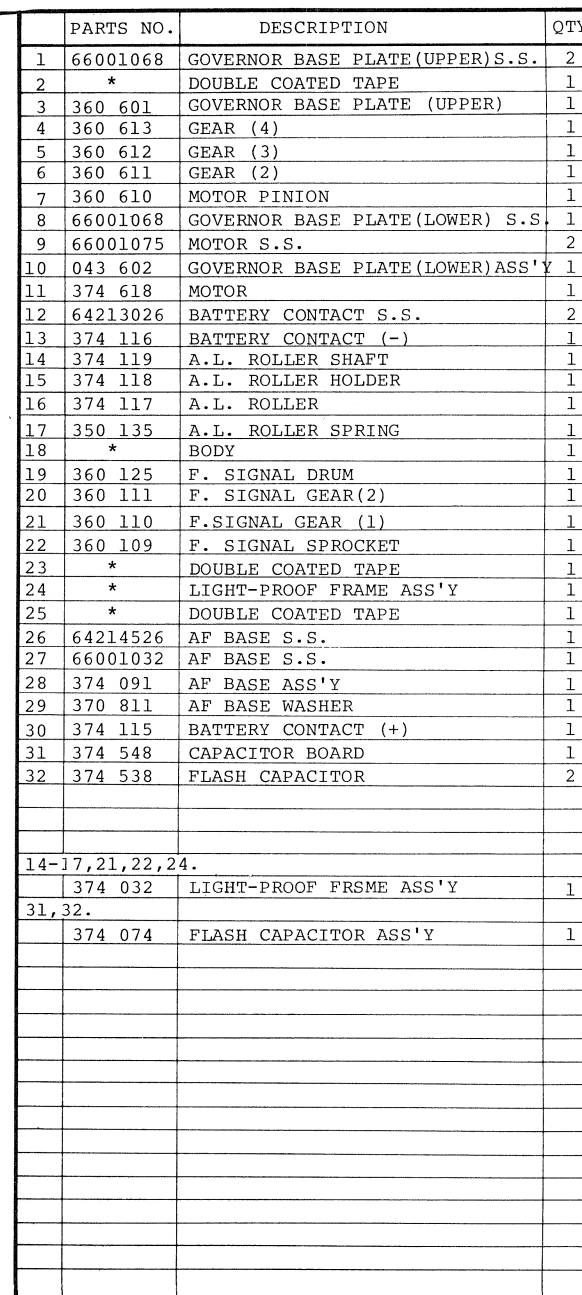 PARTS NO. DESCRIPTION QTY
1 66001068 GOVERNOR BASE PLATE(UPPER)S.S. 2
2 * DOUBLE COATED TAPE 1
3 360 601 GOVERNOR BASE PLATE (UPPER) 1
4 360 613 GEAR (4) 1
5 360 612 GEAR (3) 1
6 360 611 GEAR (2) 1
7 360 610 MOTOR PINION 1
8 66001068 GOVERNOR BASE PLATE(LOWER) S.S. 1
9 66001075 MOTOR S.S. 2
10 043 602 GOVERNOR BASE PLATE(LOWER)ASS'Y 1
11 374 618 MOTOR 1
12 64213026 BATTERY CONTACT S.S. 2
13 374 116 BATTERY CONTACT (-) 1
14 374 119 A.L. ROLLER SHAFT 1
15 374 118 A.L. ROLLER HOLDER 1
16 374 117 A.L. ROLLER 1
17 350 135 A.L. ROLLER SPRING 1
18 * BODY 1
19 360 125 F. SIGNAL DRUM 1
20 360 111 F. SIGNAL GEAR(2) 1
21 360 110 F.SIGNAL GEAR (1) 1
22 360 109 F. SIGNAL SPROCKET 1
23 * DOUBLE COATED TAPE 1
24 * LIGHT-PROOF FRAME ASS'Y 1
25 * DOUBLE COATED TAPE 1
26 64214526 AF BASE S.S. 1
27 66001032 AF BASE S.S. 1
28 374 091 AF BASE ASS'Y 1
29 370 811 AF BASE WASHER 1
30 374 115 BATTERY CONTACT (+) 1
31 374 548 CAPACITOR BOARD 1
32 374 538 FLASH CAPACITOR 2
14-17,21,22,24.
374 032 LIGHT-PROOF FRSME ASS'Y 1
31,32.
374 074 FLASH CAPACITOR ASS'Y 1